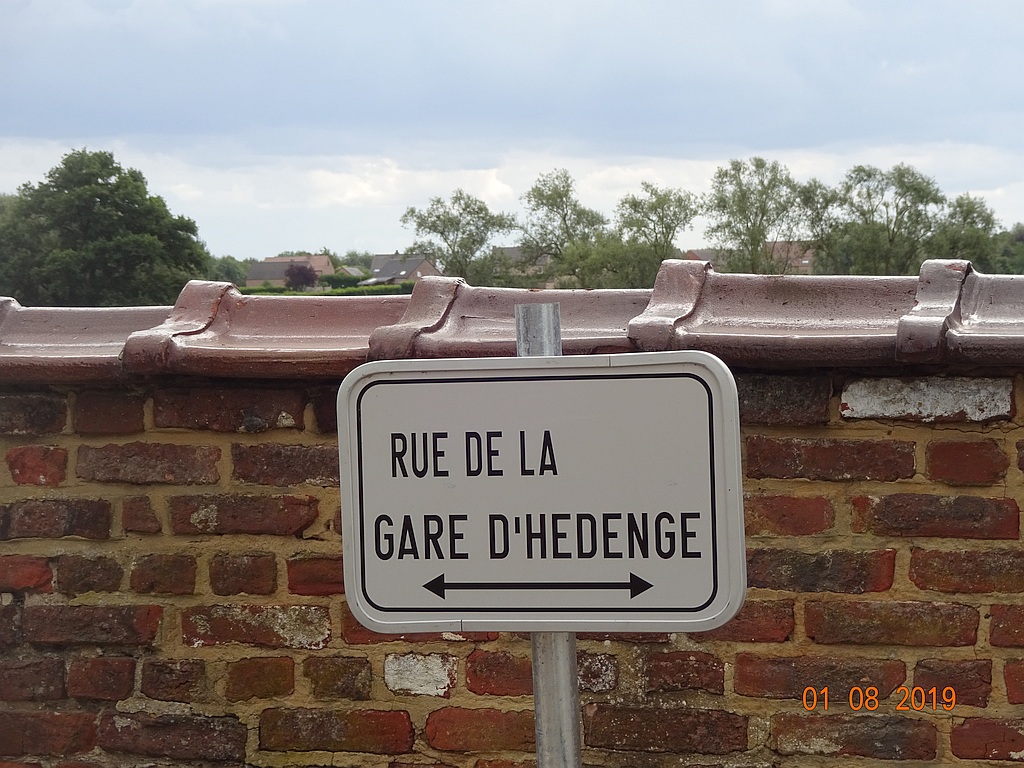 RUE DE LA
GARE D'HEDENGE
01 08 2019